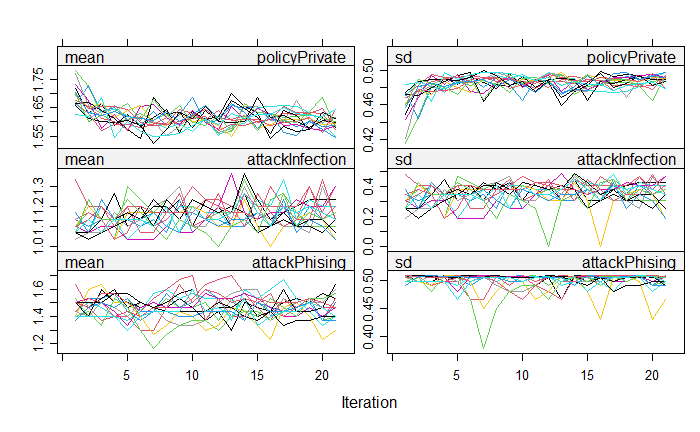 mean policyPrivate
sd policyPrivate
1.55 1.65 1.75
0.42 0.46 0.50
mean attackInfection
sd attackInfection
1.0 1.1 1.2 1.3
0.0 0.2 0.4
mean attackPhising
sd attackPhising
1.2 1.4 1.6
0.40 0.45 0.50
5 10 15 20
5 10 15 20
Iteration